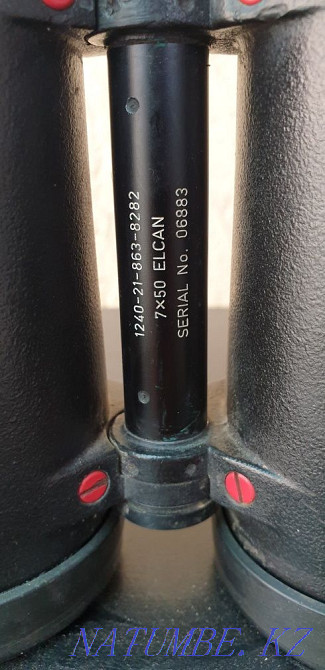 1240-21-863-8282
7×50 ELCAN
SERIAL No. 06883
NATUMBE. KZ